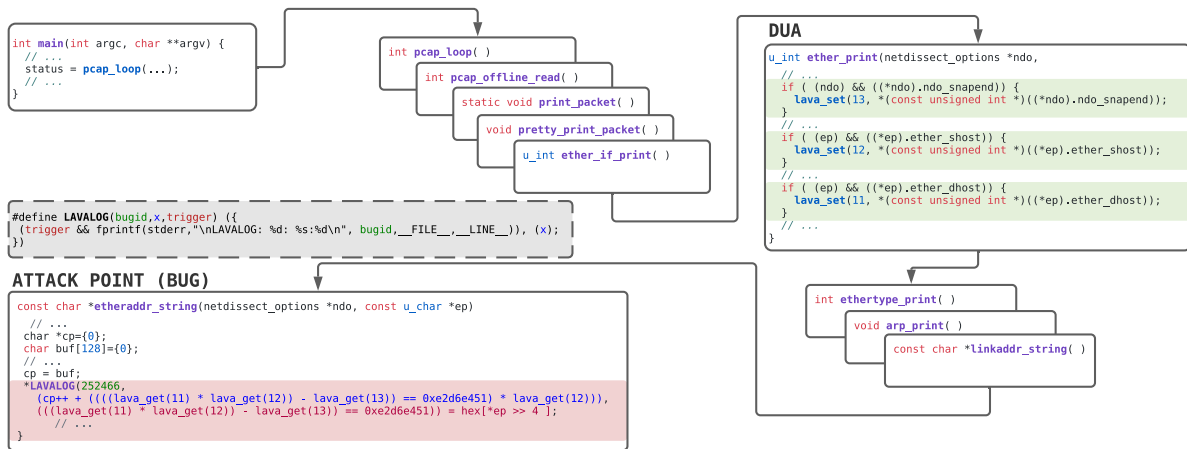 int main(int argc, char **argv) {
// ...
status = pcap_loop(...);
// ...
}
int pcap_loop( )
int pcap_offline_read( )
static void print_packet( )
void pretty_print_packet( )
u_int ether_if_print( )
DUA
u_int ether_print(netdissect_options *ndo,
// ...
if ( (ndo) && ((*ndo).ndo_snapend)) {
lava_set(13, *(const unsigned int *)((*ndo).ndo_snapend));
}
// ...
if ( (ep) && ((*ep).ether_shost)) {
lava_set(12, *(const unsigned int *)((*ep).ether_shost));
}
// ...
if ( (ep) && ((*ep).ether_dhost)) {
lava_set(11, *(const unsigned int *)((*ep).ether_dhost));
}
// ...
}
#define LAVALOG(bugid,x,trigger) ({
(trigger && fprintf(stderr,"\nLAVALOG: %d: %s:%d\n", bugid,__FILE__,__LINE__)), (x);
})
int ethertype_print( )
void arp_print( )
const char *linkaddr_string( )
ATTACK POINT (BUG)
const char *etheraddr_string(netdissect_options *ndo, const u_char *ep)
// ...
char *cp={0};
char buf[128]={0};
// ...
cp = buf;
*LAVALOG(252466,
(cp++ + ((((lava_get(11) * lava_get(12)) - lava_get(13)) == 0xe2d6e451) * lava_get(12))),
(((lava_get(11) * lava_get(12)) - lava_get(13)) == 0xe2d6e451)) = hex[*ep >> 4 ];
// ...
}